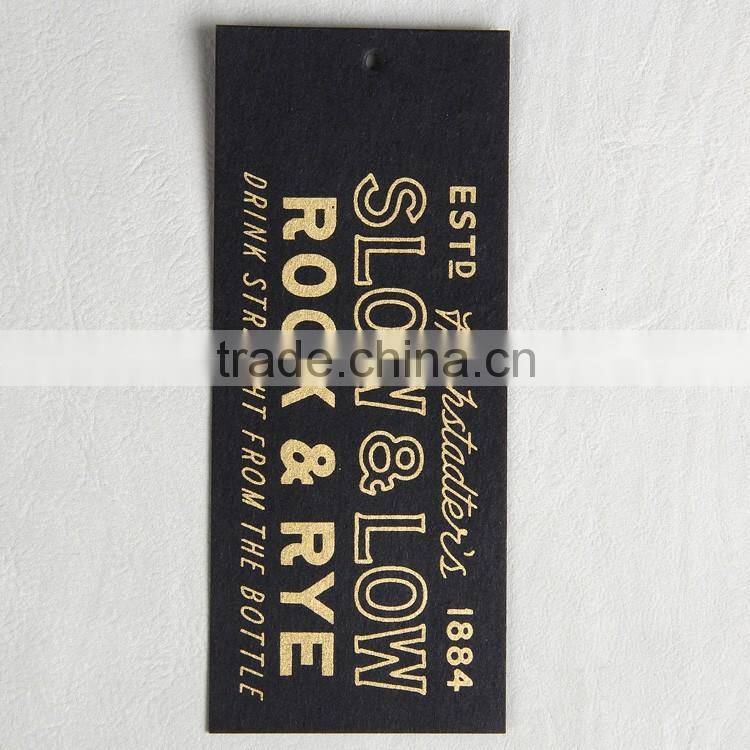 ESTD Hochstadter's 1884
SLOW & LOW
ROCK & RYE
DRINK STRAIGHT FROM THE BOTTLE
trade.china.cn